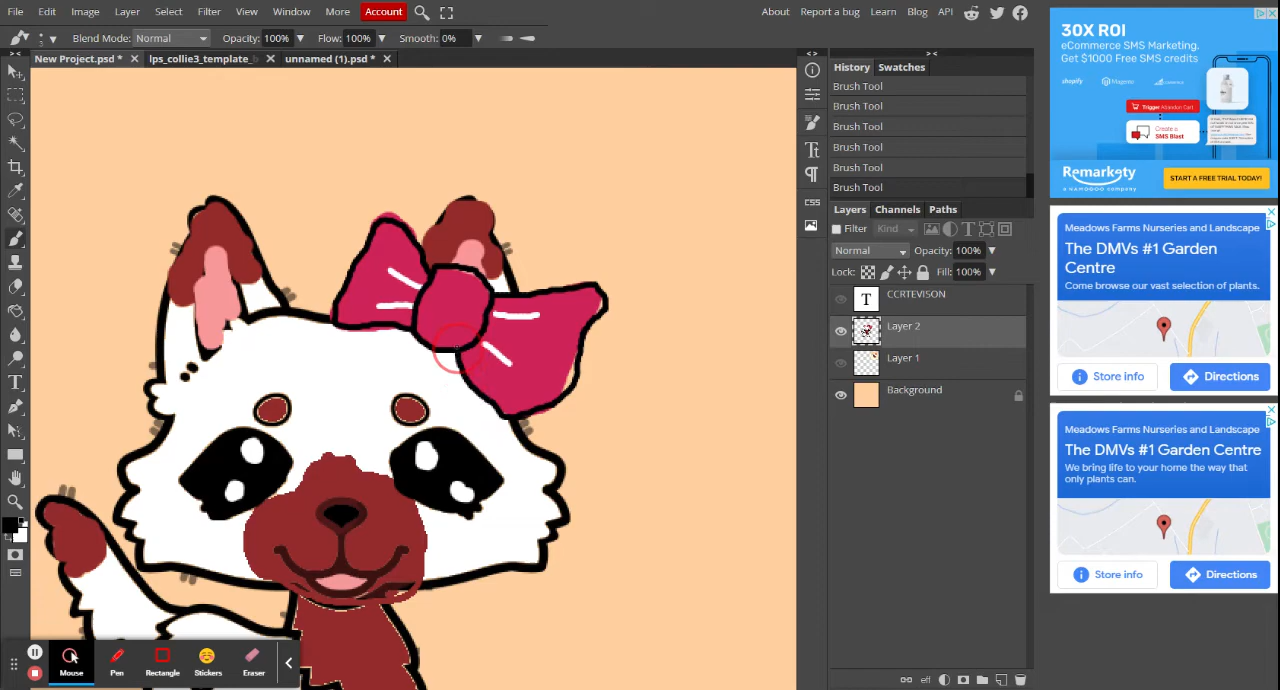 File Edit Image Layer Select Filter View Window More Account
About Report a bug Learn Blog API
3 Blend Mode: Normal Opacity: 100% Flow: 100% Smooth: 0%
New Project.psd * lps_collie3_template_ unnamed (1).psd *
History Swatches
Brush Tool
Brush Tool
Brush Tool
Brush Tool
Brush Tool
Brush Tool
Layers Channels Paths
Filter Kind
Normal Opacity: 100%
Lock: Fill: 100%
CCRTEVISON
Layer 2
Layer 1
Background
CSS
eff
Mouse Pen Rectangle Stickers Eraser
30X ROI
eCommerce SMS Marketing.
Get $1000 Free SMS credits
shopify Magento
Trigger Abandon Cart
Create a
SMS Blast
Remarkety
START A FREE TRIAL TODAY!
Meadows Farms Nurseries and Landscape
The DMVs #1 Garden
Centre
Come browse our vast selection of plants.
Store info Directions
Meadows Farms Nurseries and Landscape
The DMVs #1 Garden Centre
We bring life to your home the way that
only plants can.
Store info Directions